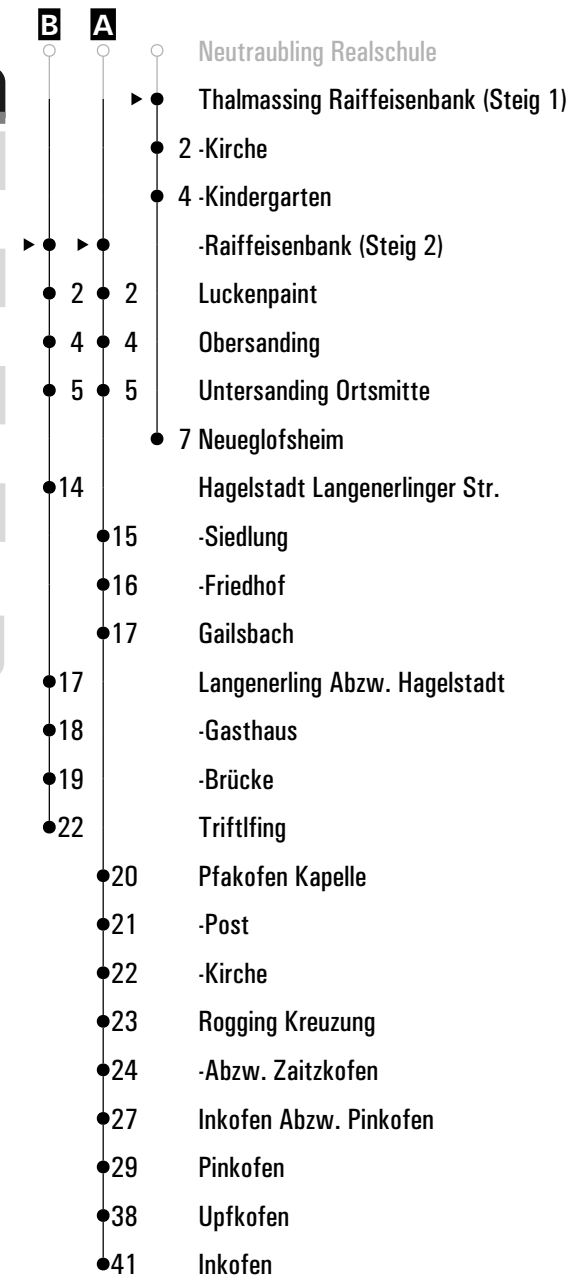 B A
Neutraubling Realschule
Thalmassing Raiffeisenbank (Steig 1)
2 -Kirche
4 -Kindergarten
-Raiffeisenbank (Steig 2)
2 2 Luckenpaint
4 4 Obersanding
5 5 Untersanding Ortsmitte
7 Neueglofsheim
14 Hagelstadt Langenerlinger Str.
15 -Siedlung
16 -Friedhof
17 Gailsbach
17 Langenerling Abzw. Hagelstadt
18 -Gasthaus
19 -Brücke
22 Triftlfing
20 Pfakofen Kapelle
21 -Post
22 -Kirche
23 Rogging Kreuzung
24 -Abzw. Zaitzkofen
27 Inkofen Abzw. Pinkofen
29 Pinkofen
38 Upfkofen
41 Inkofen